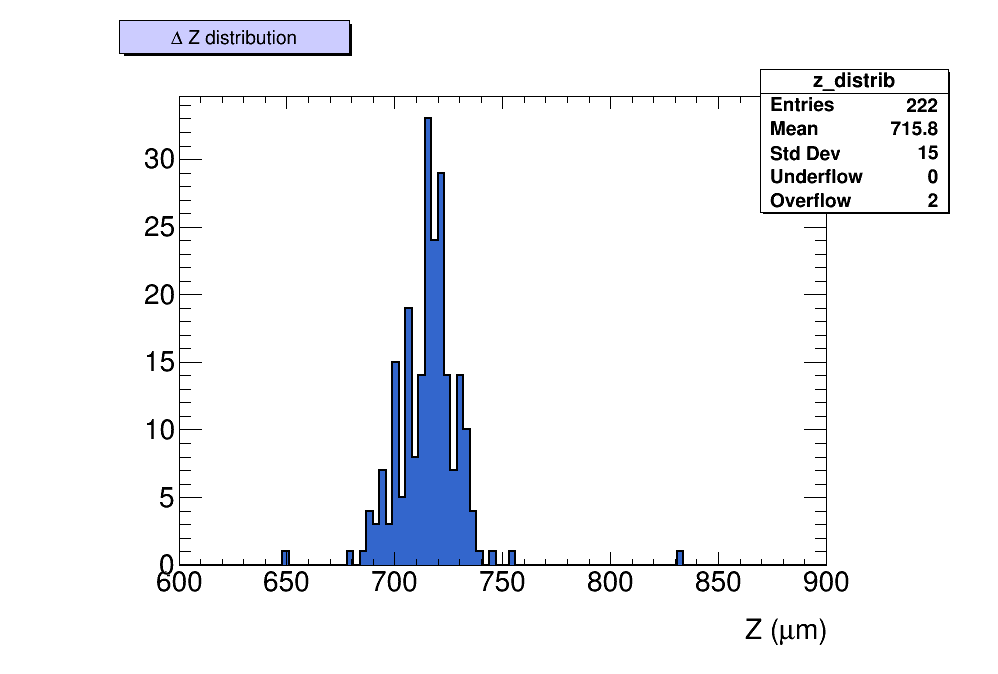 Δ Z distribution
z_distrib
Entries 222
Mean 715.8
Std Dev 15
Underflow 0
Overflow 2
30
25
20
15
10
5
0
600 650 700 750 800 850 900
Z (μm)